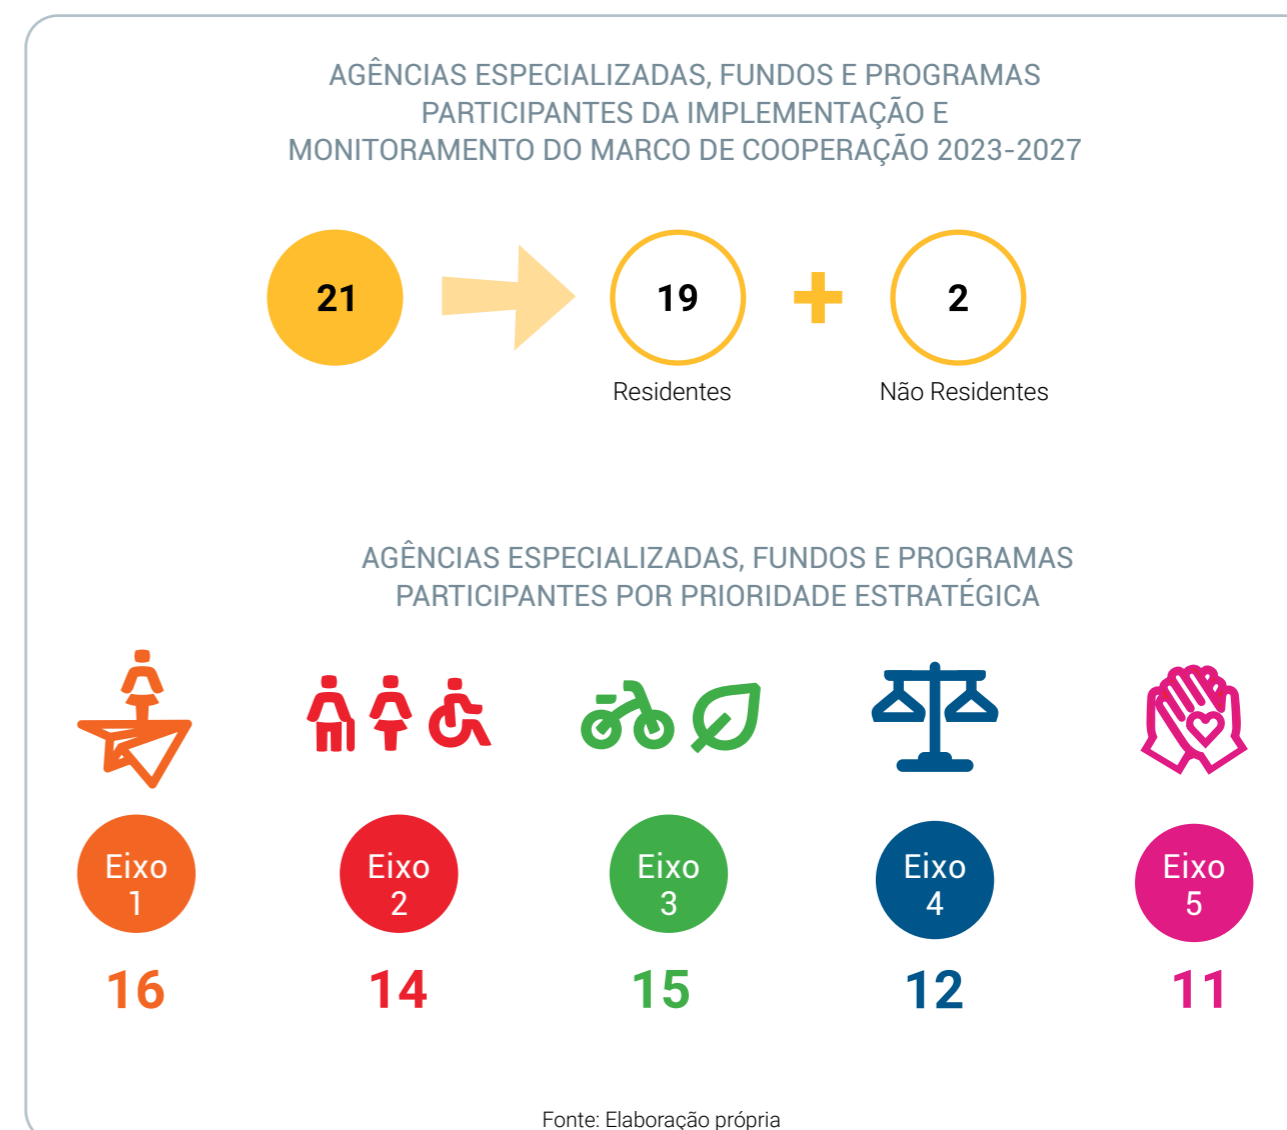 AGÊNCIAS ESPECIALIZADAS, FUNDOS E PROGRAMAS
PARTICIPANTES DA IMPLEMENTAÇÃO E
MONITORAMENTO DO MARCO DE COOPERAÇÃO 2023-2027
21
19
2
Residentes
Não Residentes
AGÊNCIAS ESPECIALIZADAS, FUNDOS E PROGRAMAS
PARTICIPANTES POR PRIORIDADE ESTRATÉGICA
Eixo
1
Eixo
2
Eixo
3
Eixo
4
Eixo
5
16
14
15
12
11
Fonte: Elaboração própria